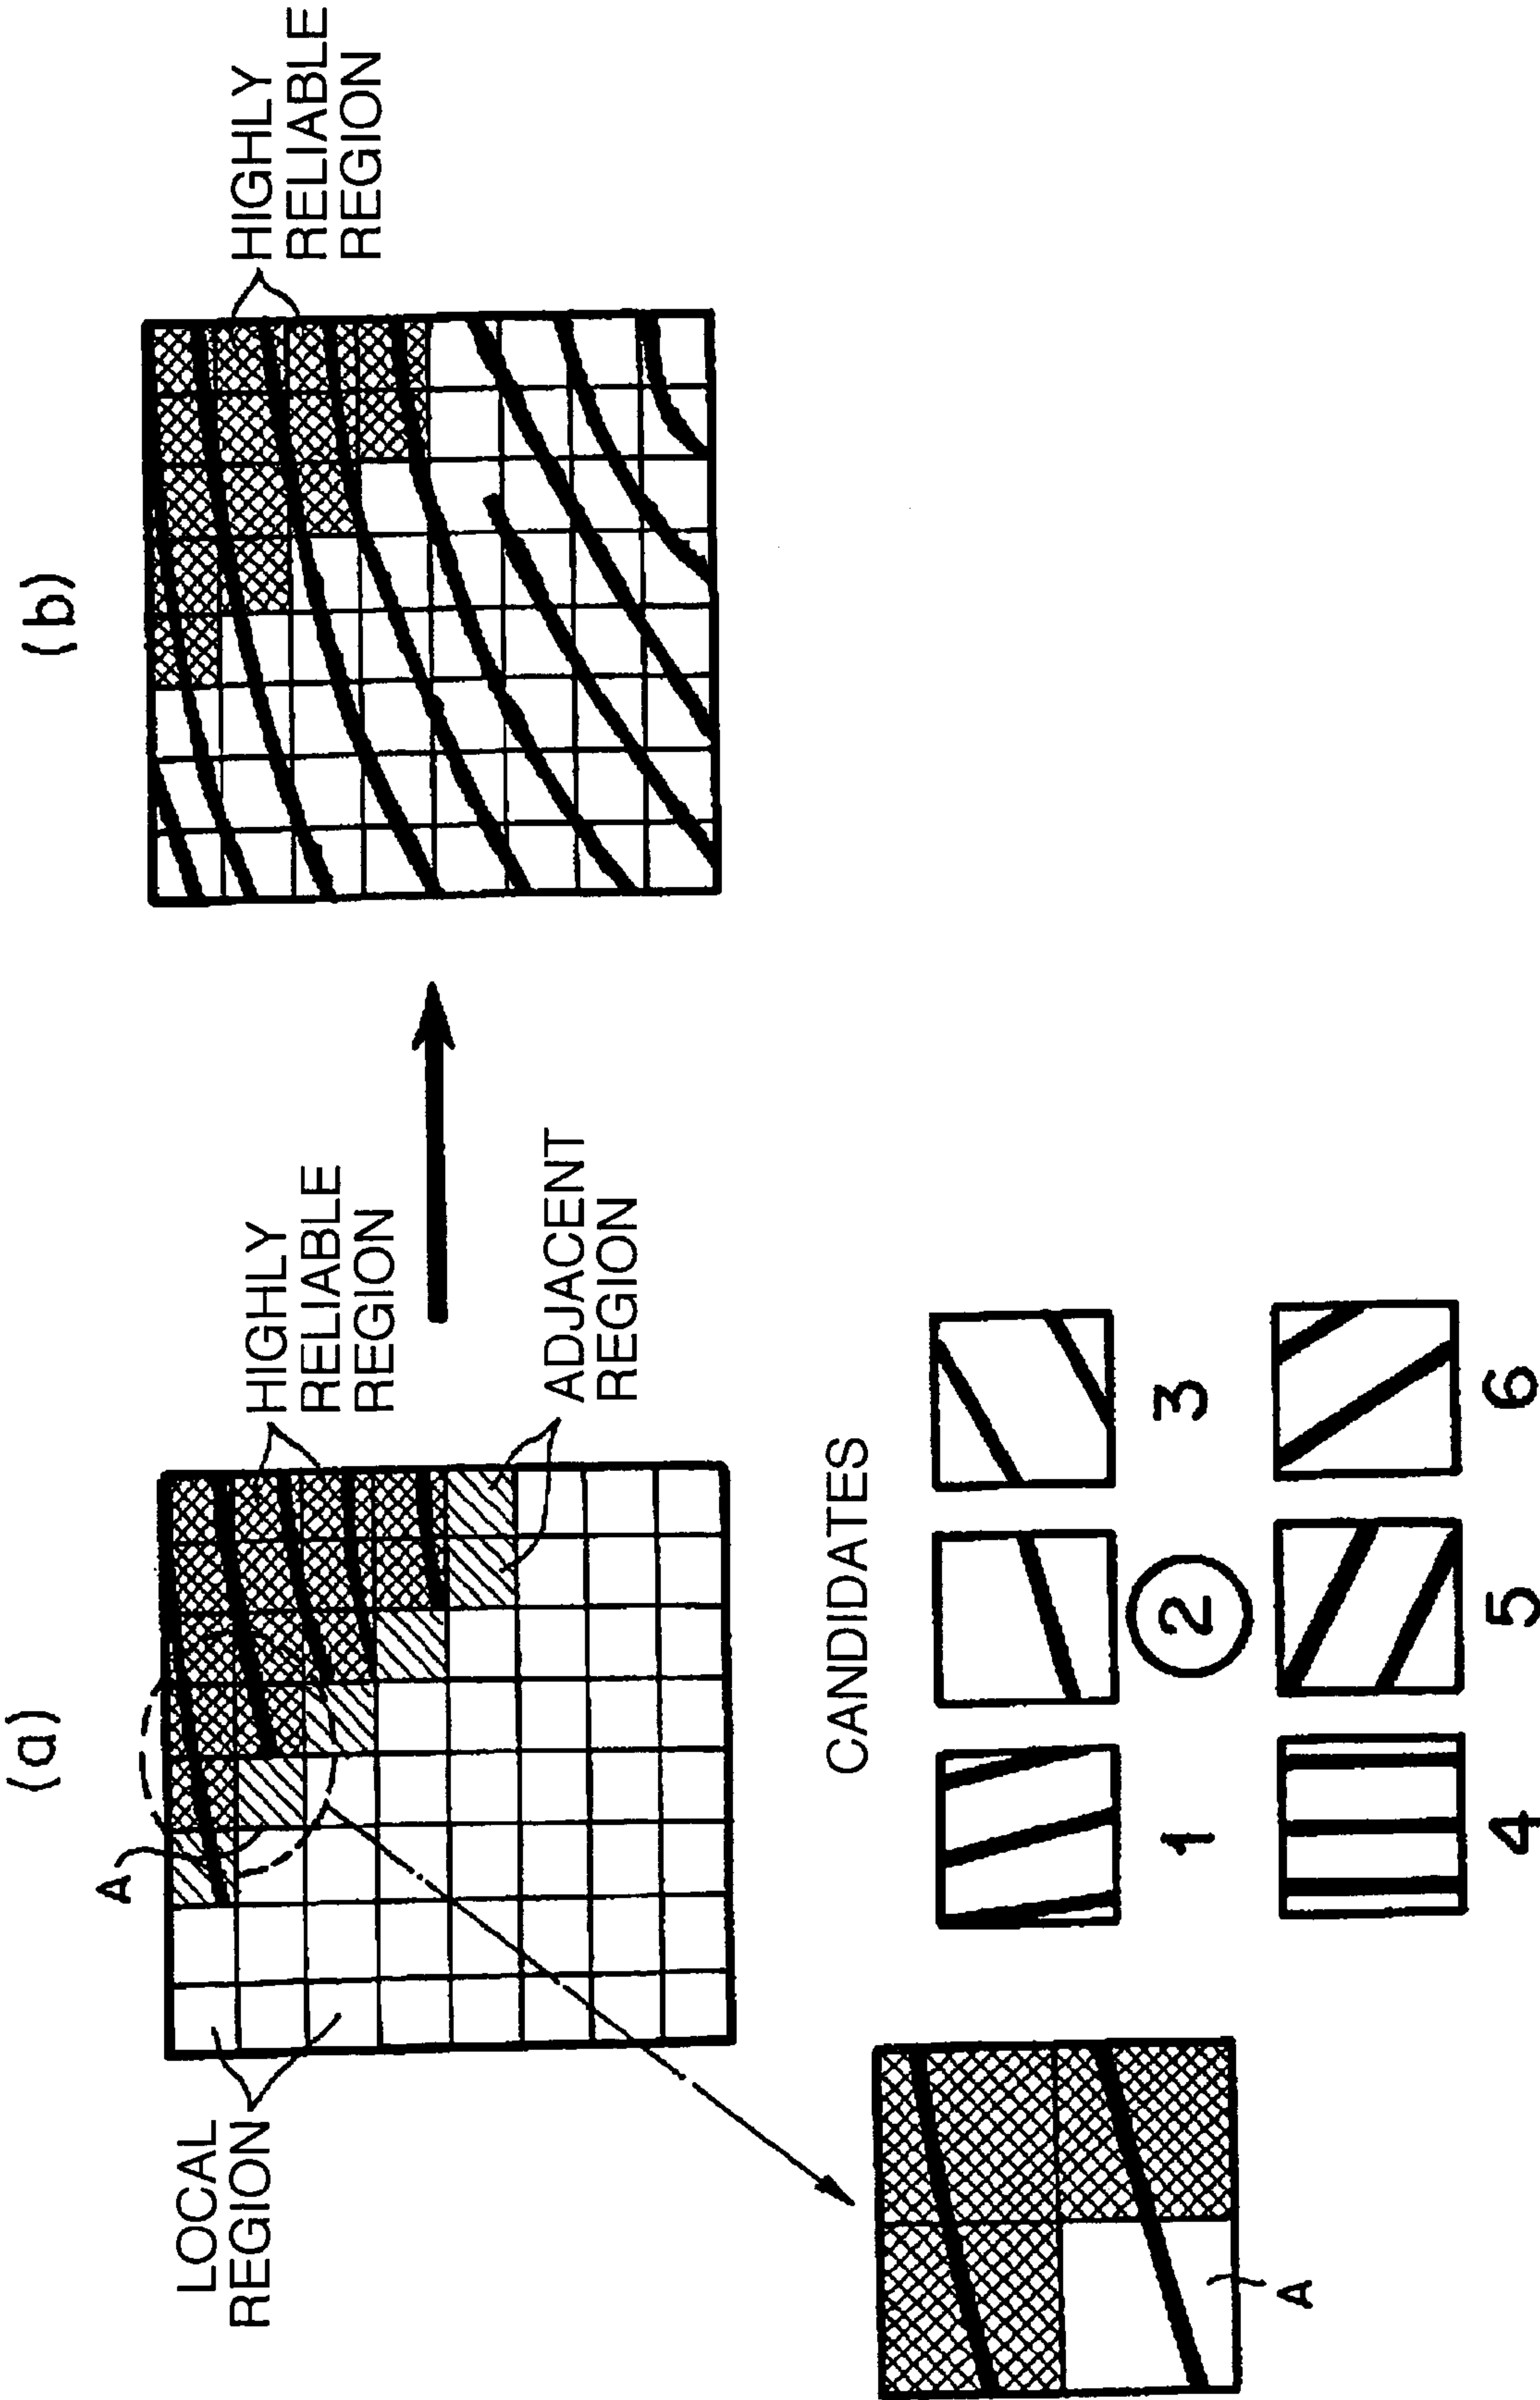 (a)
(b)
LOCAL
REGION
A
HIGHLY
RELIABLE
REGION
ADJACENT
REGION
HIGHLY
RELIABLE
REGION
CANDIDATES
1
2
3
4
5
6
A